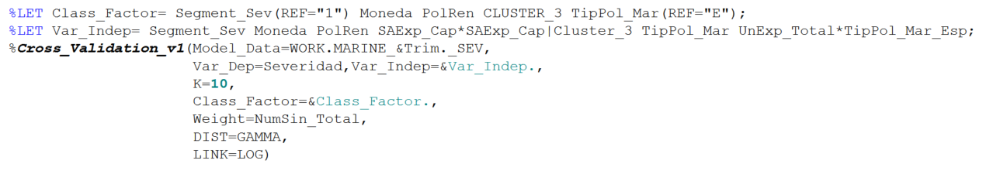 %LET Class_Factor= Segment_Sev(REF="1") Moneda PolRen CLUSTER_3 TipPol_Mar(REF="E");
%LET Var_Indep= Segment_Sev Moneda PolRen SAExp_Cap*SAExp_Cap|Cluster_3 TipPol_Mar UnExp_Total*TipPol_Mar_Esp;
%Cross_Validation_v1(Model_Data=WORK.MARINE_&Trim._SEV,
Var_Dep=Severidad,Var_Indep=&Var_Indep.,
K=10,
Class_Factor=&Class_Factor.,
Weight=NumSin_Total,
DIST=GAMMA,
LINK=LOG)